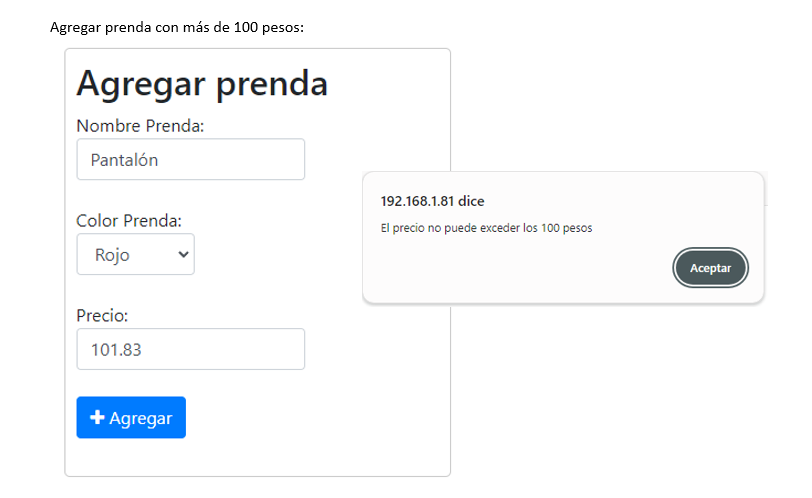 Agregar prenda con más de 100 pesos:
Agregar prenda
Nombre Prenda:
Pantalón
Color Prenda:
Rojo
Precio:
101.83
Agregar
192.168.1.81 dice
El precio no puede exceder los 100 pesos
Aceptar